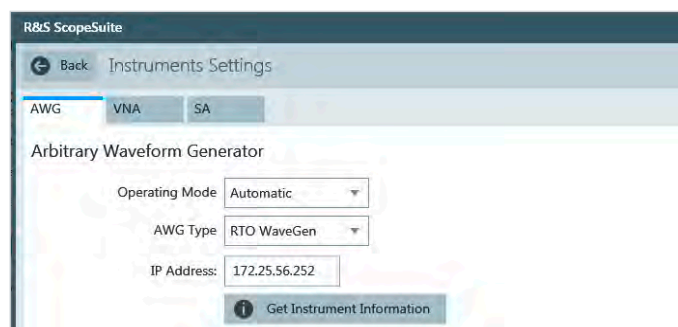 R&S ScopeSuite
Back Instruments Settings
AWG VNA SA
Arbitrary Waveform Generator
Operating Mode Automatic
AWG Type RTO WaveGen
IP Address: 172.25.56.252
Get Instrument Information